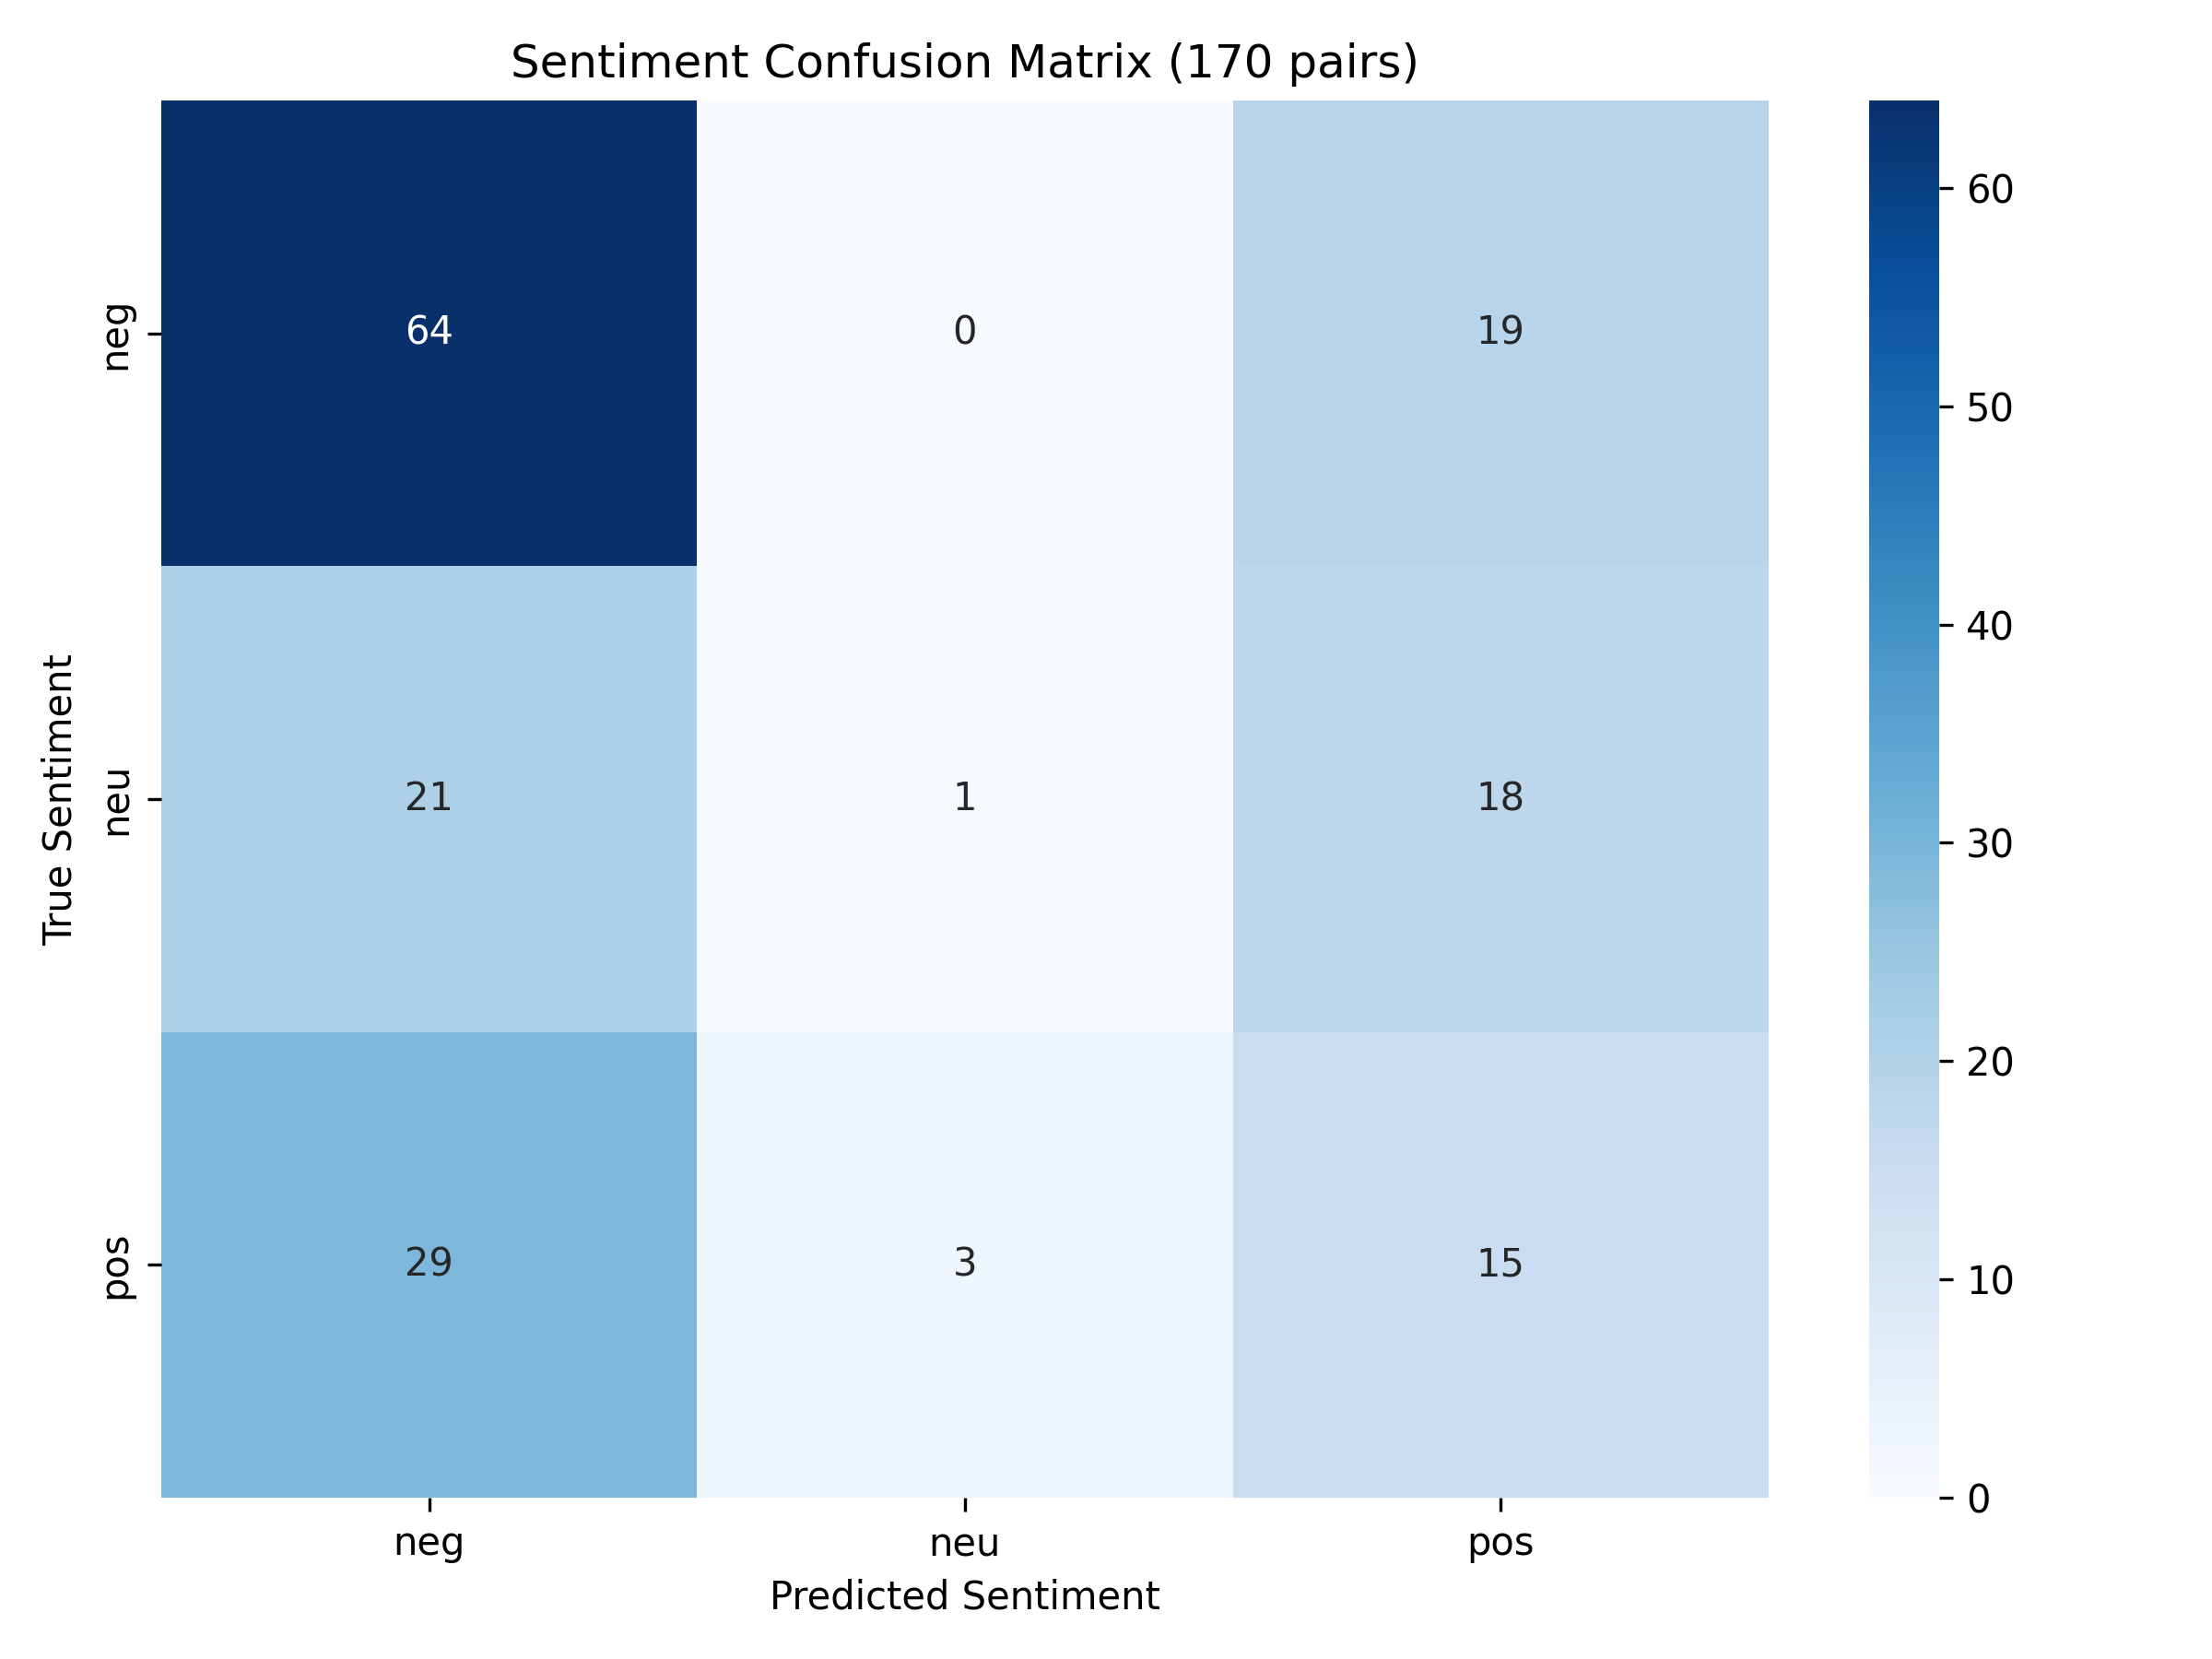 Sentiment Confusion Matrix (170 pairs)
True Sentiment
neg
64
0
19
neu
21
1
18
pos
29
3
15
neg
neu
pos
Predicted Sentiment
60
50
40
30
20
10
0